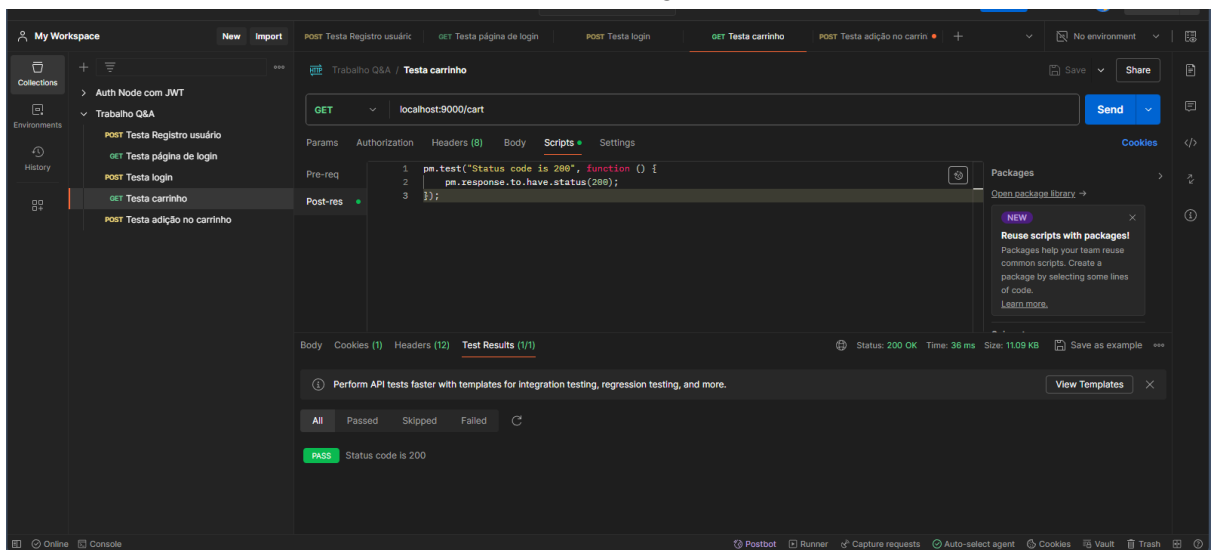 My Workspace New Import
POST Testa Registro usuáric GET Testa página de login POST Testa login GET Testa carrinho POST Testa adição no carrin No environment
Collections
Environments
History
Auth Node com JWT
Trabalho Q&A
POST Testa Registro usuário
GET Testa página de login
POST Testa login
GET Testa carrinho
POST Testa adição no carrinho
HTTP Trabalho Q&A / Testa carrinho Save Share
GET localhost:9000/cart Send
Params Authorization Headers (8) Body Scripts Settings Cookies
Pre-req
Post-res
1 pm.test("Status code is 200", function () {
2 pm.response.to.have.status(200);
3 });
Packages
Open package library →
NEW
Reuse scripts with packages!
Packages help your team reuse
common scripts. Create a
package by selecting some lines
of code.
Learn more.
Body Cookies (1) Headers (12) Test Results (1/1) Status: 200 OK Time: 36 ms Size: 11.09 KB Save as example
Perform API tests faster with templates for integration testing, regression testing, and more. View Templates
All Passed Skipped Failed
PASS Status code is 200
Online Console Postbot Runner Capture requests Auto-select agent Cookies Vault Trash